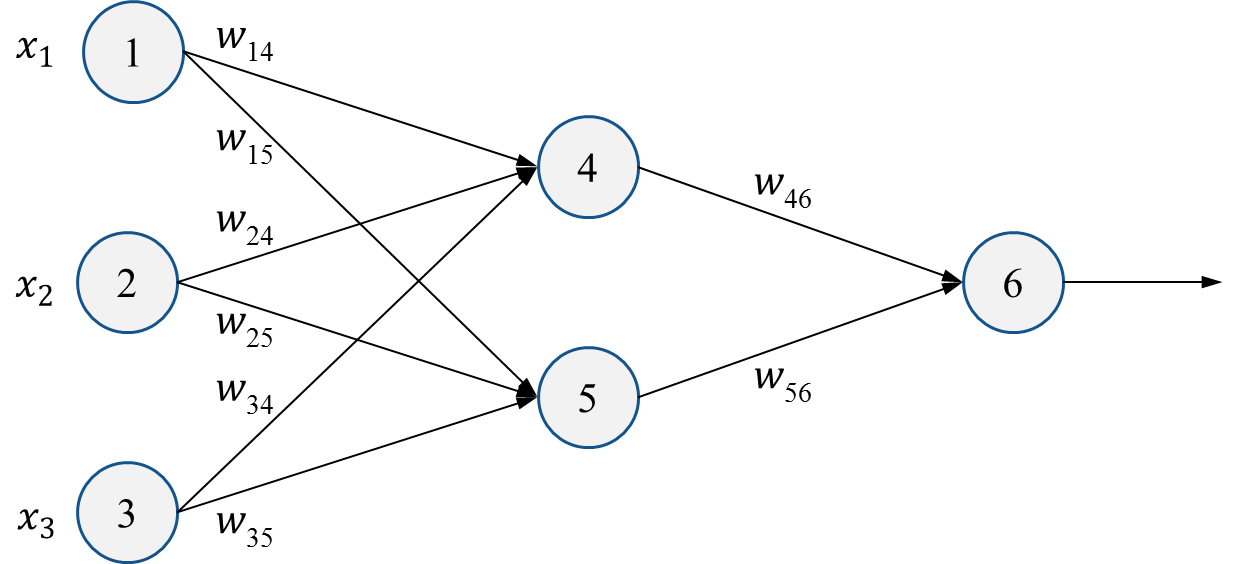 x₁ 1 w₁₄
w₁₅
4
w₄₆
w₂₄
x₂ 2 6
w₂₅
w₃₄
5
w₅₆
x₃ 3 w₃₅